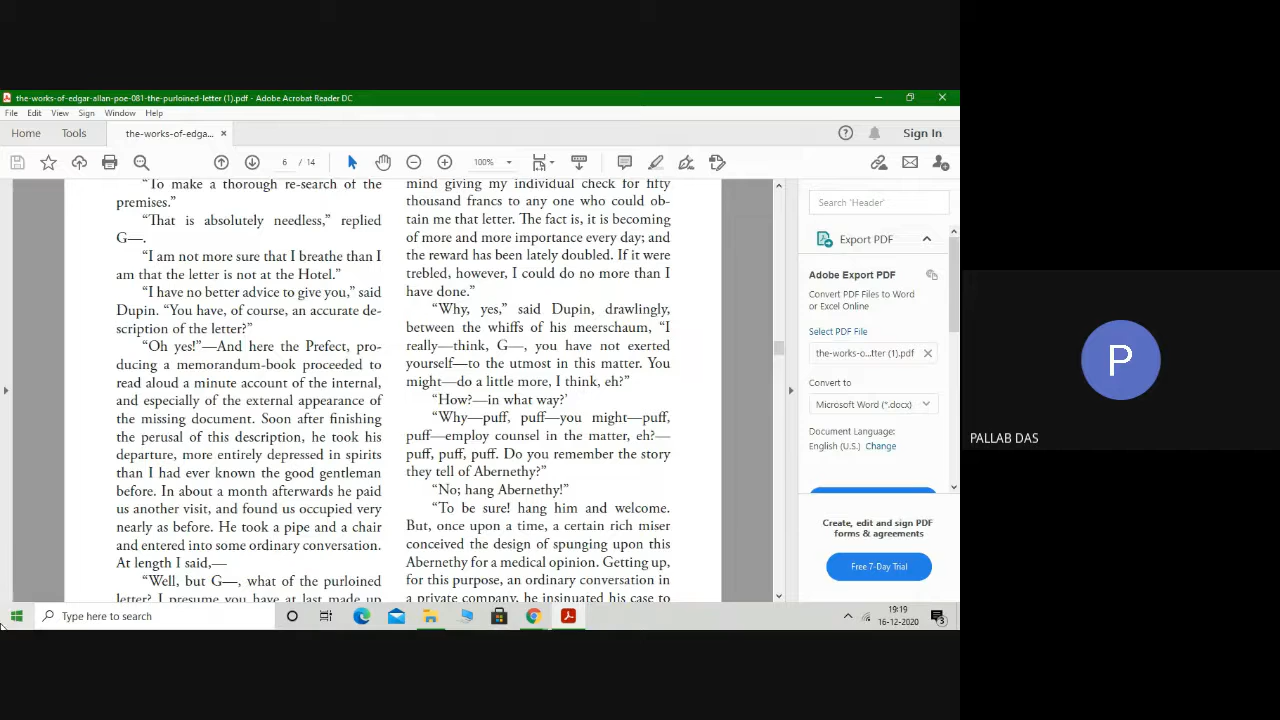 the-works-of-edgar-allan-poe-081-the-purloined-letter (1).pdf - Adobe Acrobat Reader DC
File Edit View Sign Window Help
Home Tools the-works-of-edga... × Sign In
6 / 14 100%
“To make a thorough re-search of the
premises.”
“That is absolutely needless,” replied
G—.
“I am not more sure that I breathe than I
am that the letter is not at the Hotel.”
“I have no better advice to give you,” said
Dupin. “You have, of course, an accurate de-
scription of the letter?”
“Oh yes!”—And here the Prefect, pro-
ducing a memorandum-book proceeded to
read aloud a minute account of the internal,
and especially of the external appearance of
the missing document. Soon after finishing
the perusal of this description, he took his
departure, more entirely depressed in spirits
than I had ever known the good gentleman
before. In about a month afterwards he paid
us another visit, and found us occupied very
nearly as before. He took a pipe and a chair
and entered into some ordinary conversation.
At length I said,—
“Well, but G—, what of the purloined
letter? I presume you have at last made up
mind giving my individual check for fifty
thousand francs to any one who could ob-
tain me that letter. The fact is, it is becoming
of more and more importance every day; and
the reward has been lately doubled. If it were
trebled, however, I could do no more than I
have done.”
“Why, yes,” said Dupin, drawlingly,
between the whiffs of his meerschaum, “I
really—think, G—, you have not exerted
yourself—to the utmost in this matter. You
might—do a little more, I think, eh?”
“How?—in what way?’
“Why—puff, puff—you might—puff,
puff—employ counsel in the matter, eh?—
puff, puff, puff. Do you remember the story
they tell of Abernethy?”
“No; hang Abernethy!”
“To be sure! hang him and welcome.
But, once upon a time, a certain rich miser
conceived the design of spunging upon this
Abernethy for a medical opinion. Getting up,
for this purpose, an ordinary conversation in
a private company, he insinuated his case to
Search 'Header'
Export PDF
Adobe Export PDF
Convert PDF Files to Word
or Excel Online
Select PDF File
the-works-o...tter (1).pdf
Convert to
Microsoft Word (*.docx)
Document Language:
English (U.S.) Change
Create, edit and sign PDF
forms & agreements
Free 7-Day Trial
Type here to search
19:19
16-12-2020
3
P
PALLAB DAS